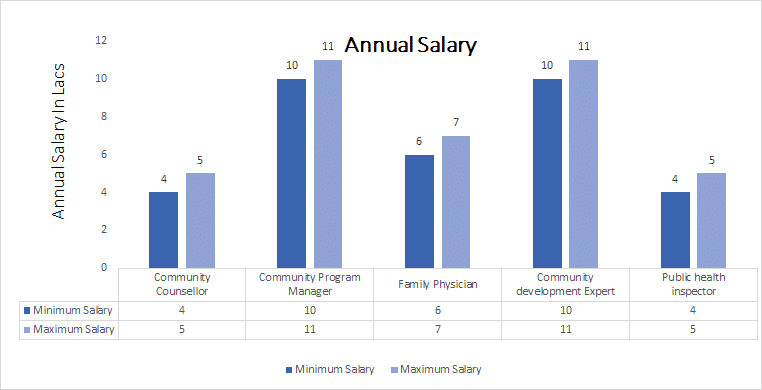 Annual Salary
Annual Salary In Lacs
12
10
8
6
4
2
0
4
5
10
11
6
7
10
11
4
5
Community Counsellor
Community Program Manager
Family Physician
Community development Expert
Public health inspector
Minimum Salary 4 10 6 10 4
Maximum Salary 5 11 7 11 5
Minimum Salary Maximum Salary